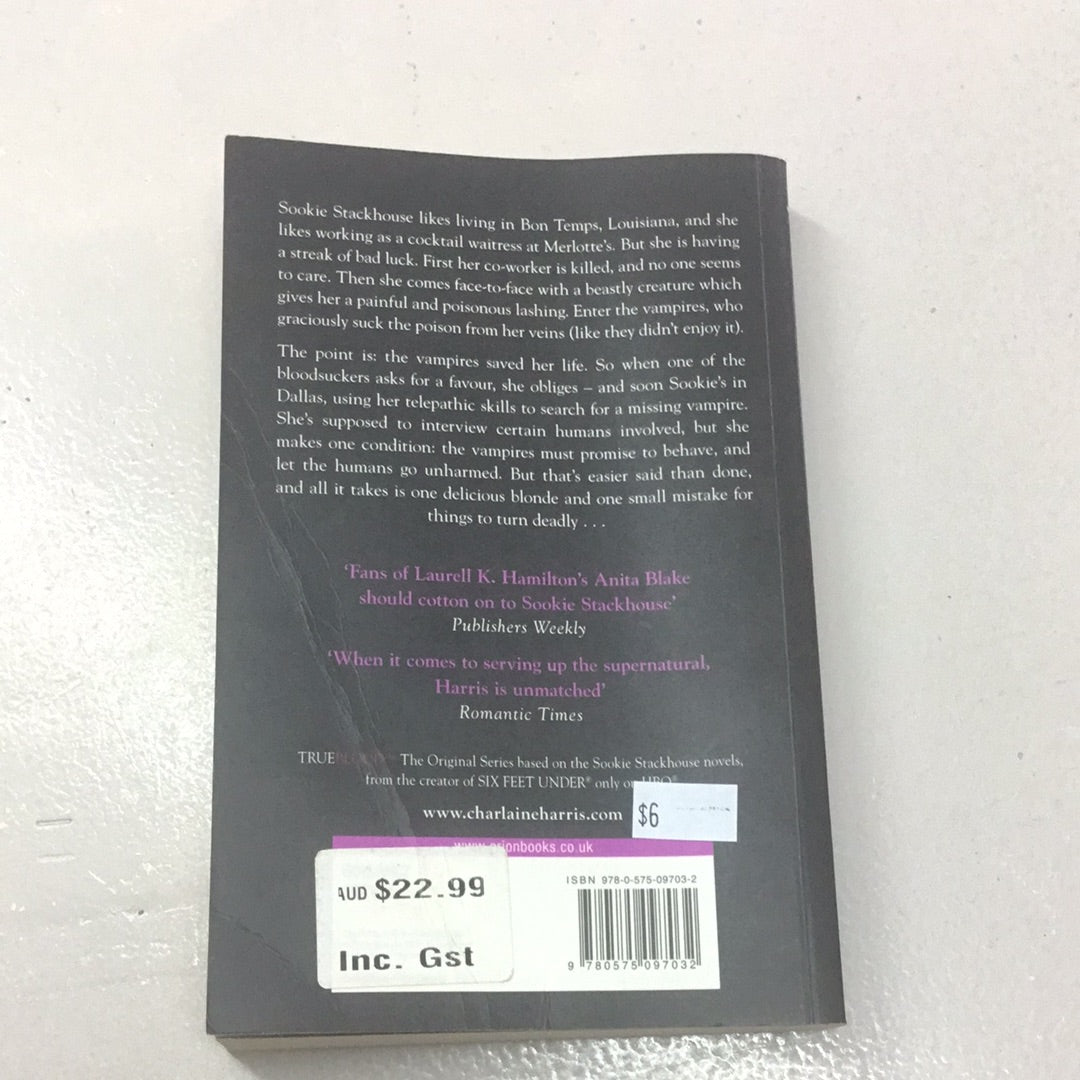 Sookie Stackhouse likes living in Bon Temps, Louisiana, and she
likes working as a cocktail waitress at Merlotte's. But she is having
a streak of bad luck. First her co-worker is killed, and no one seems
to care. Then she comes face-to-face with a beastly creature which
gives her a painful and poisonous lashing. Enter the vampires, who
graciously suck the poison from her veins (like they didn't enjoy it).
The point is: the vampires saved her life. So when one of the
bloodsuckers asks for a favour, she obliges – and soon Sookie's in
Dallas, using her telepathic skills to search for a missing vampire.
She's supposed to interview certain humans involved, but she
makes one condition: the vampires must promise to behave, and
let the humans go unharmed. But that's easier said than done,
and all it takes is one delicious blonde and one small mistake for
things to turn deadly . . .
'Fans of Laurell K. Hamilton's Anita Blake
should cotton on to Sookie Stackhouse'
Publishers Weekly
'When it comes to serving up the supernatural,
Harris is unmatched'
Romantic Times
TRUEBLOOD The Original Series based on the Sookie Stackhouse novels,
from the creator of SIX FEET UNDER® only on HBO®
www.charlaineharris.com
$6
www.orionbooks.co.uk
AUD $22.99
Inc. Gst
ISBN 978-0-575-09703-2
9 780575 097032